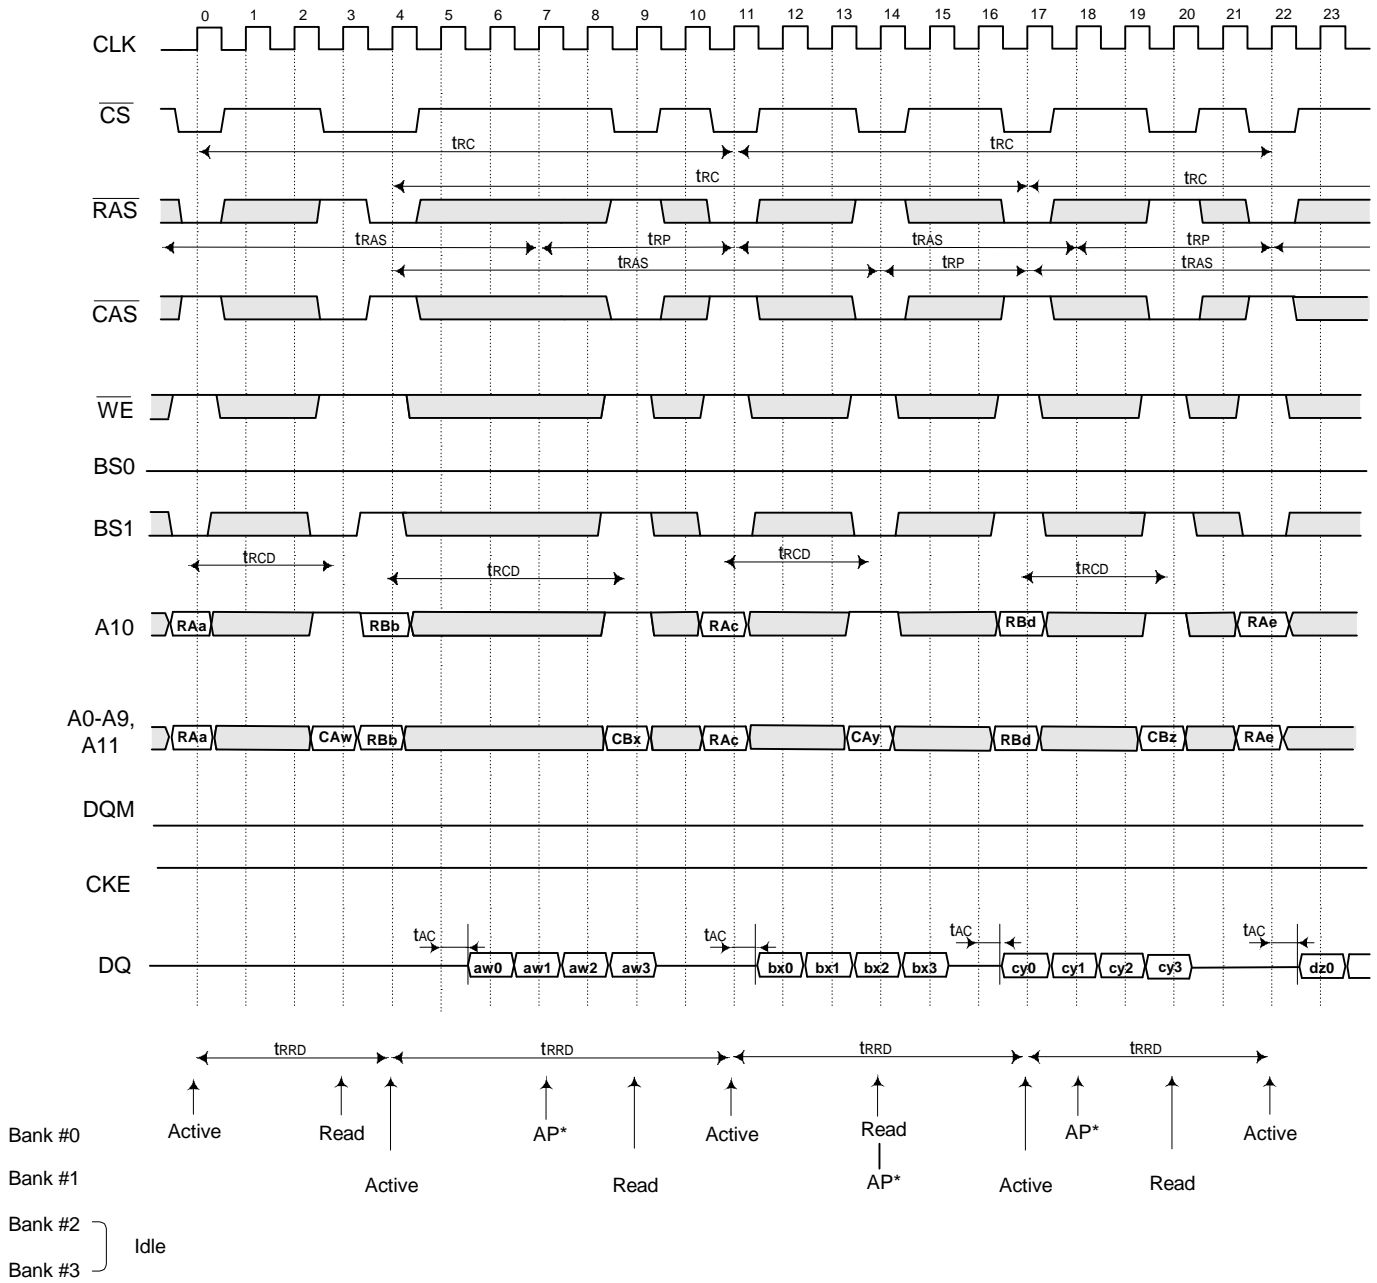 0 1 2 3 4 5 6 7 8 9 10 11 12 13 14 15 16 17 18 19 20 21 22 23
CLK
CS
tRC tRC
tRC tRC
RAS
tRAS tRP tRAS tRP
tRAS tRP tRAS
CAS
WE
BS0
BS1
tRCD tRCD tRCD tRCD
A10 RAa RBb RAc RBd RAe
A0-A9,
A11 RAa CAw RBb CBx RAc CAy RBd CBz RAe
DQM
CKE
tAC tAC tAC tAC
DQ aw0 aw1 aw2 aw3 bx0 bx1 bx2 bx3 cy0 cy1 cy2 cy3 dz0
tRRD tRRD tRRD tRRD
Bank #0 Active Read AP* Active Read AP* Active
Bank #1 Active Read AP* Active Read
Bank #2
Idle
Bank #3